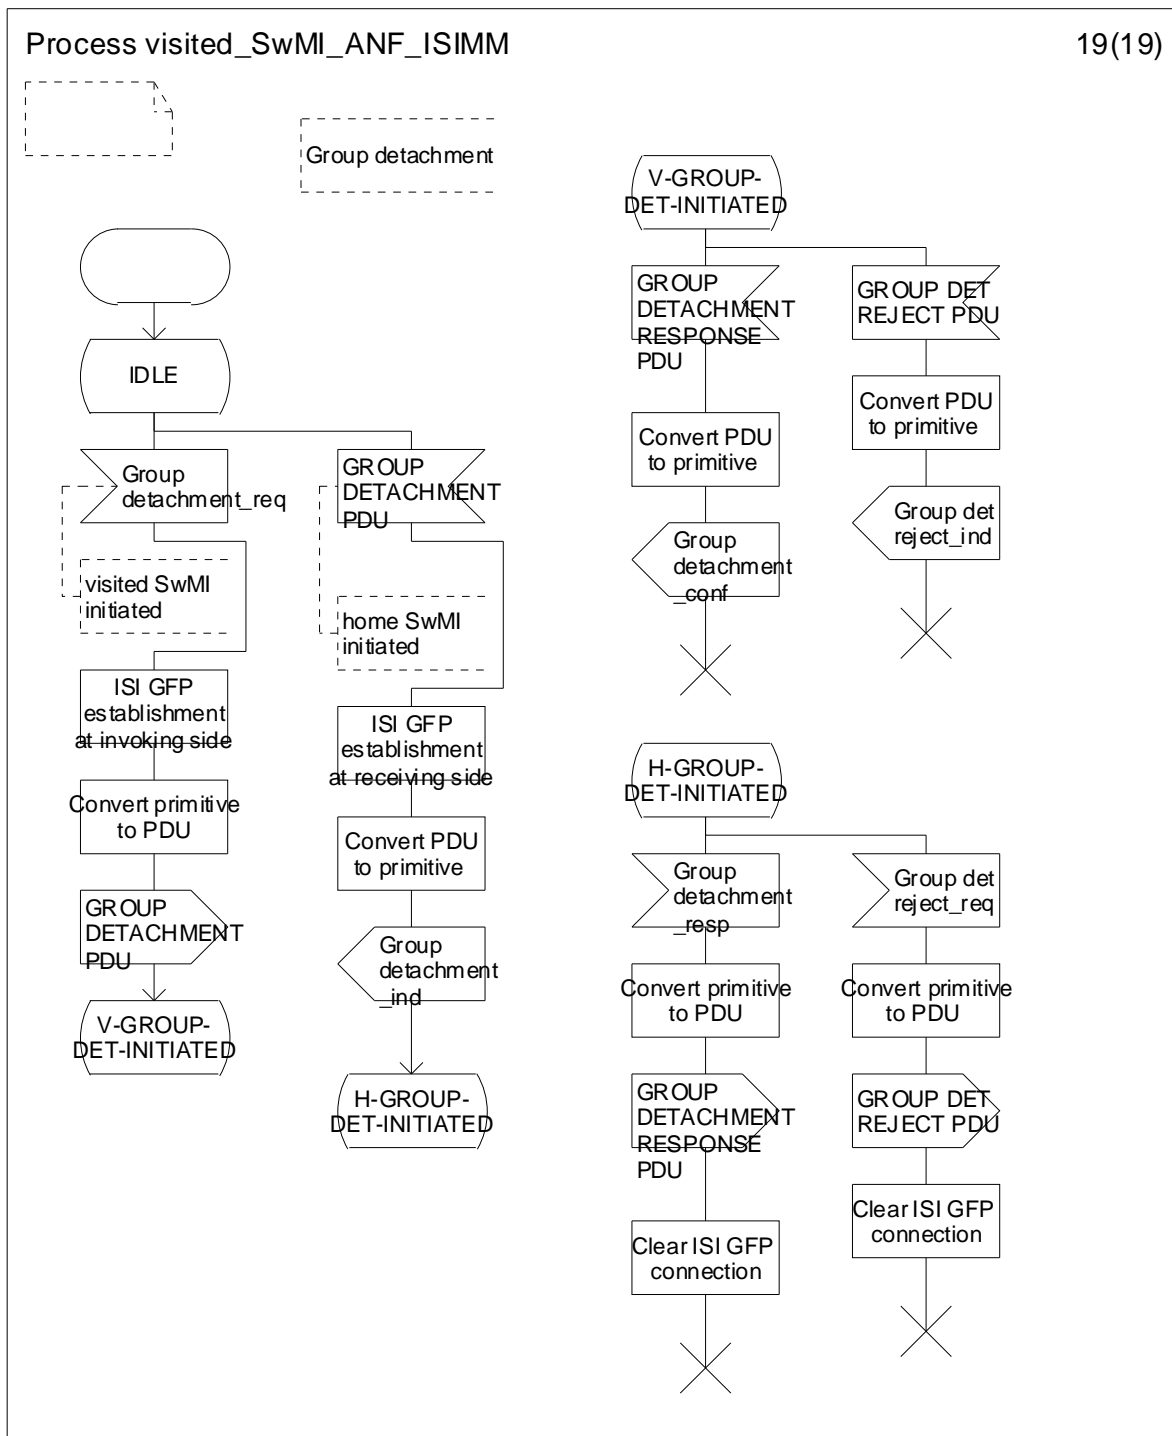 Process visited_SwMI_ANF_ISIMM
19(19)
Group detachment
IDLE
Group
detachment_req
visited SwMI
initiated
ISI GFP
establishment
at invoking side
Convert primitive
to PDU
GROUP
DETACHMENT
PDU
V-GROUP-
DET-INITIATED
GROUP
DETACHMENT
PDU
home SwMI
initiated
ISI GFP
establishment
at receiving side
Convert PDU
to primitive
Group
detachment
_ind
H-GROUP-
DET-INITIATED
V-GROUP-
DET-INITIATED
GROUP
DETACHMENT
RESPONSE
PDU
Convert PDU
to primitive
Group
detachment
_conf
GROUP DET
REJECT PDU
Convert PDU
to primitive
Group det
reject_ind
H-GROUP-
DET-INITIATED
Group
detachment
_resp
Convert primitive
to PDU
GROUP
DETACHMENT
RESPONSE
PDU
Clear ISI GFP
connection
Group det
reject_req
Convert primitive
to PDU
GROUP DET
REJECT PDU
Clear ISI GFP
connection